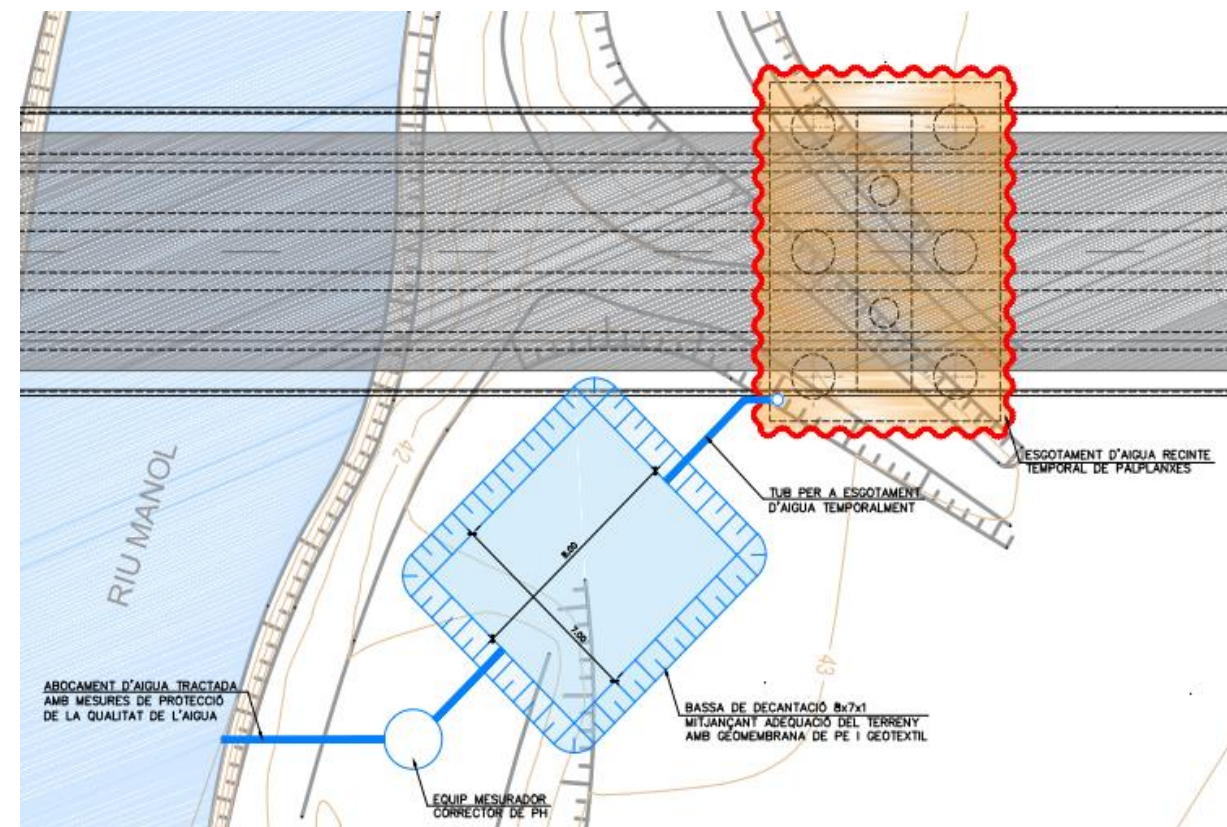 RIU MANOL
42
43
8.00
7.00
ESGOTAMENT D'AIGUA RECINTE
TEMPORAL DE PALPLANXES
TUB PER A ESGOTAMENT
D'AIGUA TEMPORALMENT
ABOCAMENT D'AIGUA TRACTADA
AMB MESURES DE PROTECCIÓ
DE LA QUALITAT DE L'AIGUA
BASSA DE DECANTACIÓ 8x7x1
MITJANÇANT ADEQUACIÓ DEL TERRENY
AMB GEOMEMBRANA DE PE I GEOTEXTIL
EQUIP MESURADOR
CORRECTOR DE PH